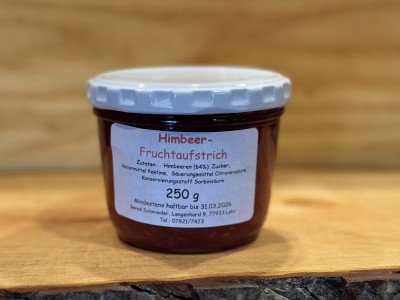 Himbeer-
Fruchtaufstrich
Zutaten: Himbeeren (64%), Zucker,
Geliermittel Pektine, Säuerungsmittel Citronensäure,
Konservierungsstoff Sorbinsäure
250 g
Mindestens haltbar bis 31.03.2026
Bernd Schmieder, Langenhard 9, 77933 Lahr
Tel.: 07821/7423